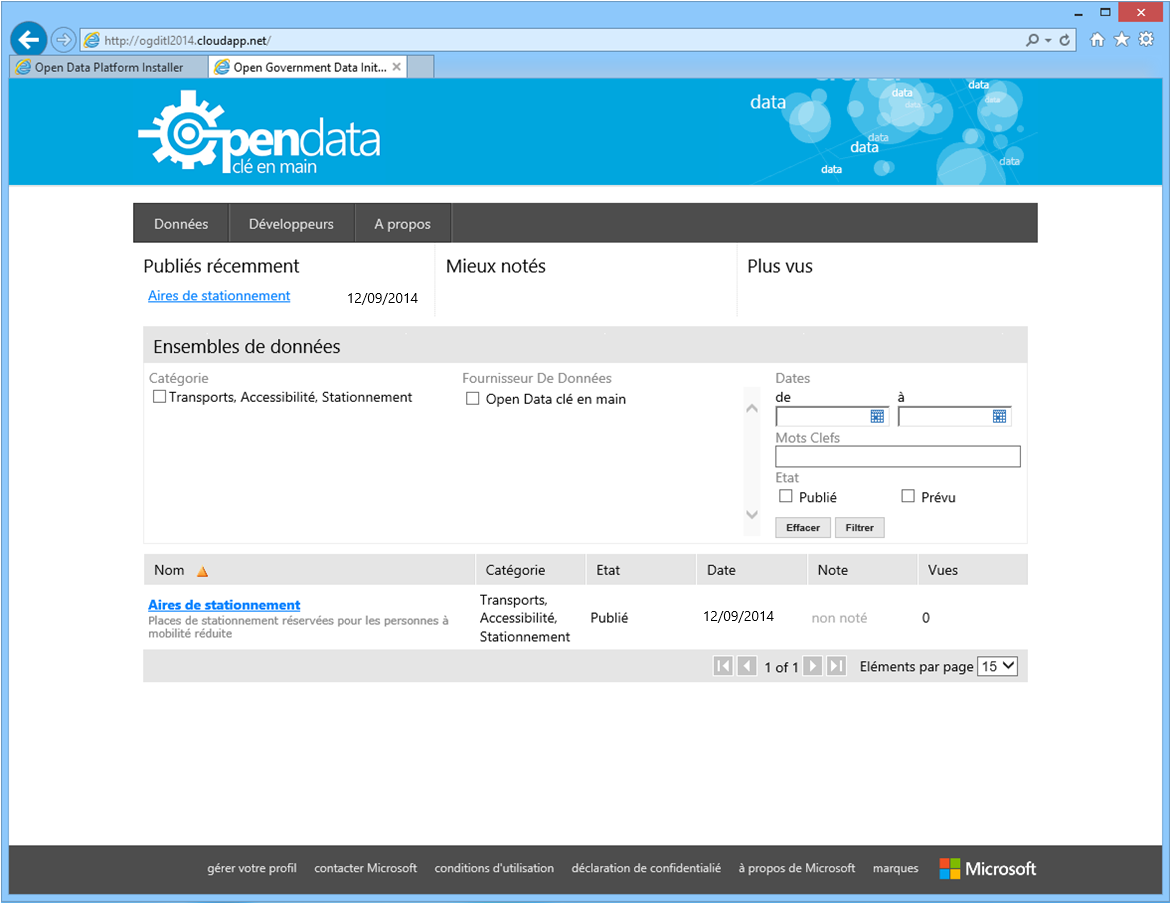 http://ogditl2014.cloudapp.net/
Open Data Platform Installer
Open Government Data Init...
pendata
clé en main
data
data
data
data
data
data
data
data
data
Données
Développeurs
A propos
Publiés récemment
Mieux notés
Plus vus
Aires de stationnement
12/09/2014
Ensembles de données
Catégorie
Fournisseur De Données
Dates
Transports, Accessibilité, Stationnement
Open Data clé en main
de
à
Mots Clefs
Etat
Publié
Prévu
Effacer
Filtrer
Nom
Catégorie
Etat
Date
Note
Vues
Aires de stationnement
Places de stationnement réservées pour les personnes à
mobilité réduite
Transports,
Accessibilité,
Stationnement
Publié
12/09/2014
non noté
0
1 of 1
Eléments par page
15
gérer votre profil
contacter Microsoft
conditions d'utilisation
déclaration de confidentialié
à propos de Microsoft
marques
Microsoft